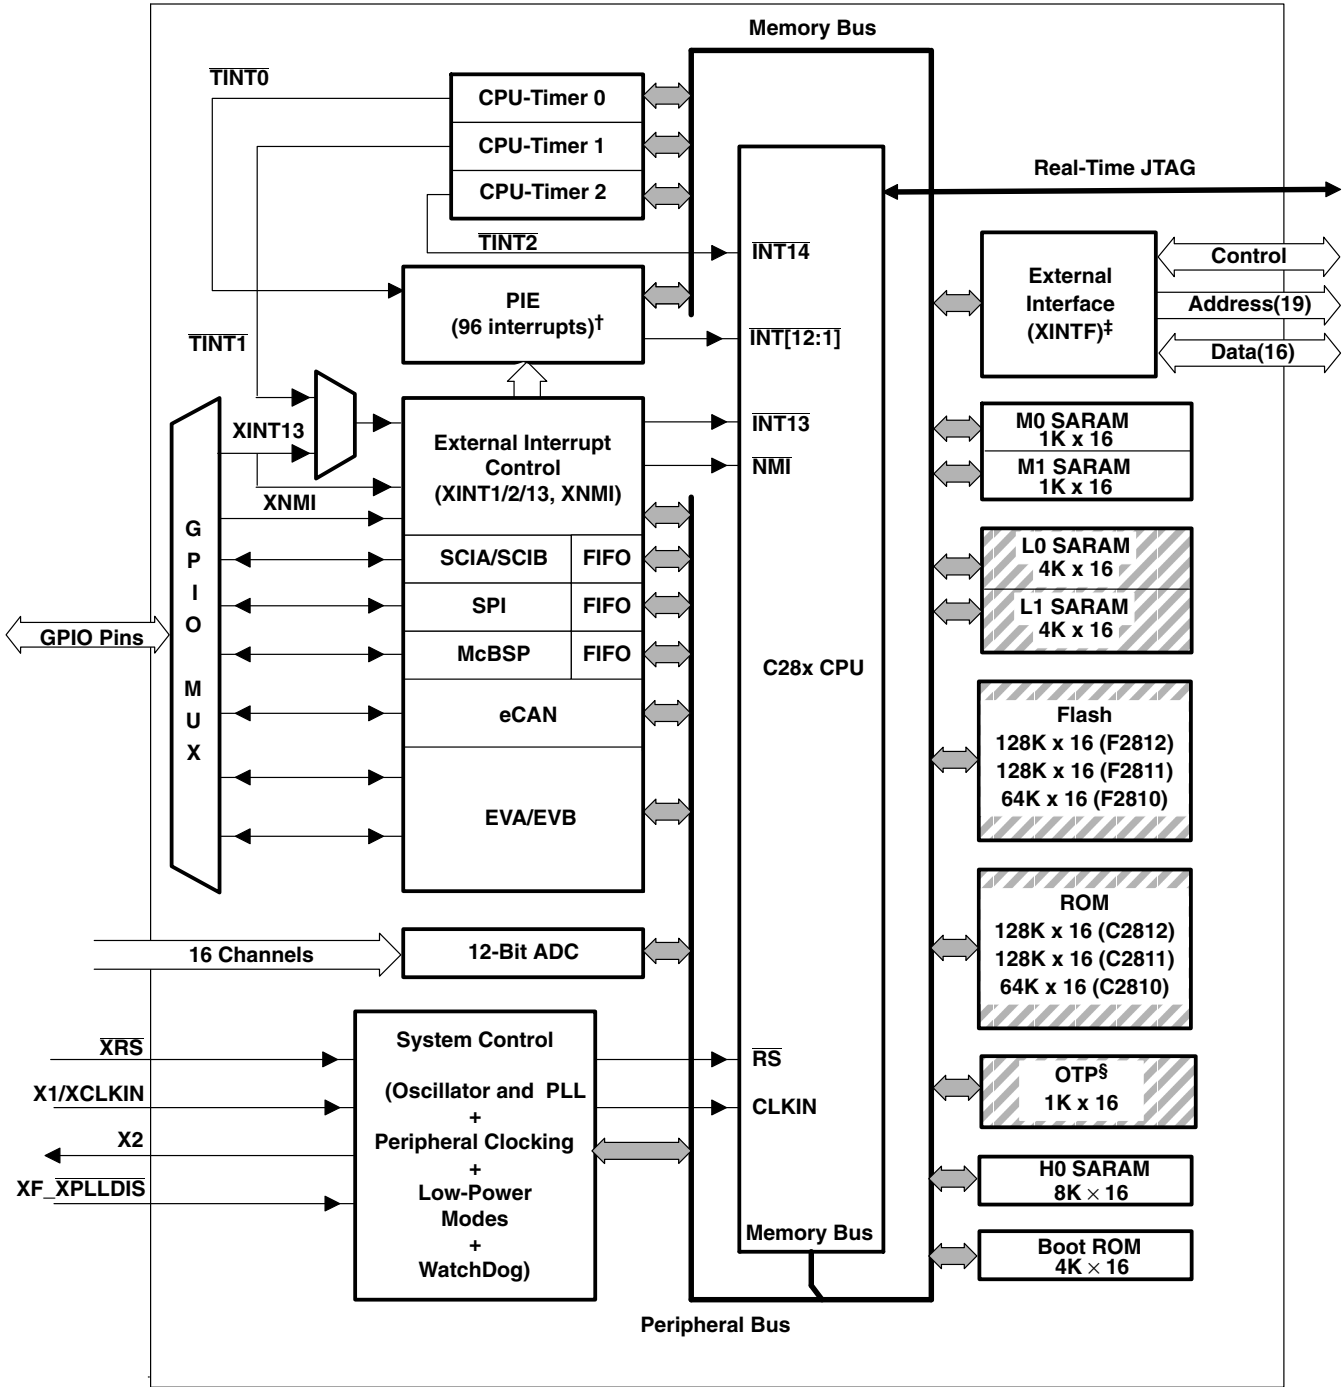 Memory Bus
TINT0
CPU-Timer 0
CPU-Timer 1
CPU-Timer 2
Real-Time JTAG
TINT2
INT14
PIE
(96 interrupts)†
INT[12:1]
External
Interface
(XINTF)‡
Control
Address(19)
Data(16)
TINT1
XINT13
XNMI
External Interrupt
Control
(XINT1/2/13, XNMI)
INT13
NMI
M0 SARAM
1K x 16
M1 SARAM
1K x 16
L0 SARAM
4K x 16
L1 SARAM
4K x 16
GPIO Pins
GPIO MUX
SCIA/SCIB
FIFO
SPI
FIFO
McBSP
FIFO
eCAN
EVA/EVB
C28x CPU
Flash
128K x 16 (F2812)
128K x 16 (F2811)
64K x 16 (F2810)
ROM
128K x 16 (C2812)
128K x 16 (C2811)
64K x 16 (C2810)
16 Channels
12-Bit ADC
XRS
X1/XCLKIN
X2
XF_XPLLDIS
System Control
(Oscillator and PLL
+
Peripheral Clocking
+
Low-Power
Modes
+
WatchDog)
RS
CLKIN
OTP§
1K x 16
H0 SARAM
8K × 16
Boot ROM
4K × 16
Memory Bus
Peripheral Bus